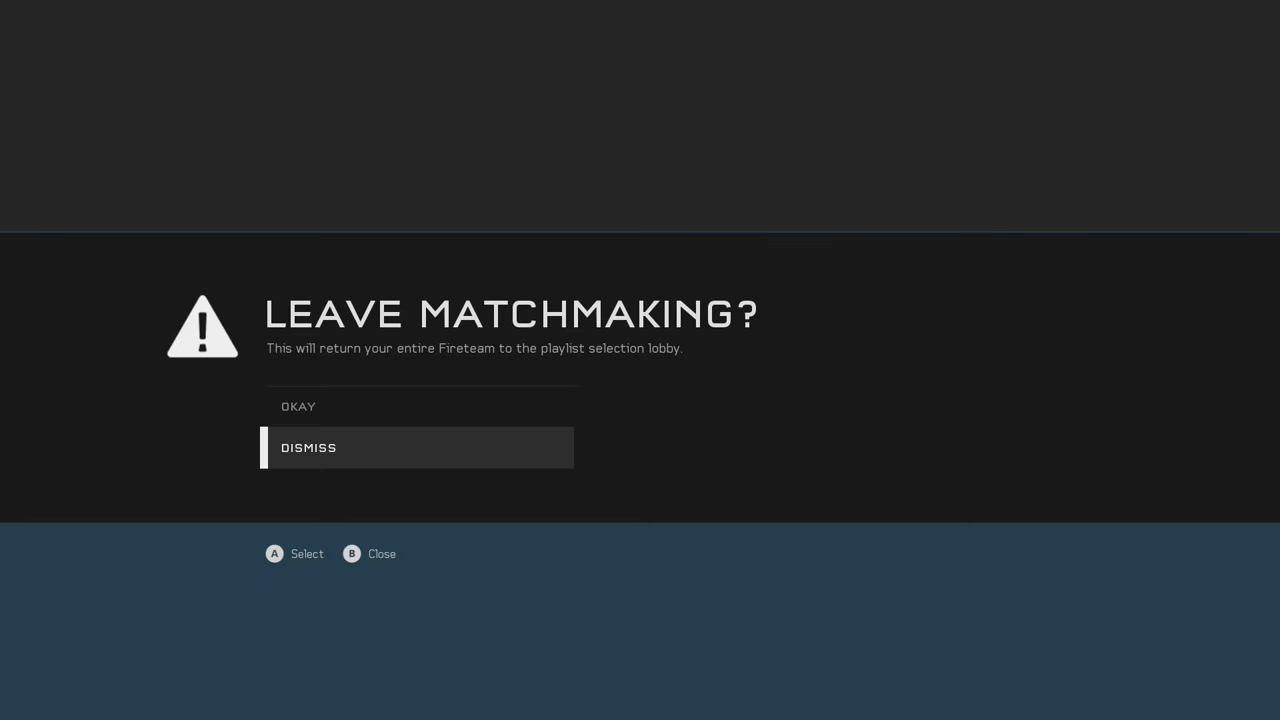 LEAVE MATCHMAKING?
This will return your entire Fireteam to the playlist selection lobby.
OKAY
DISMISS
A Select B Close